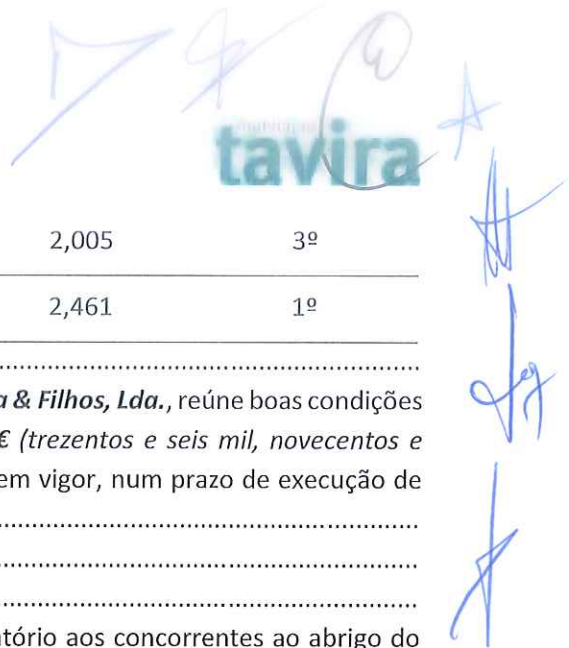 tavira
2,005 3º
2,461 1º
a & Filhos, Lda., reúne boas condições
€ (trezentos e seis mil, novecentos e
em vigor, num prazo de execução de
atório aos concorrentes ao abrigo do